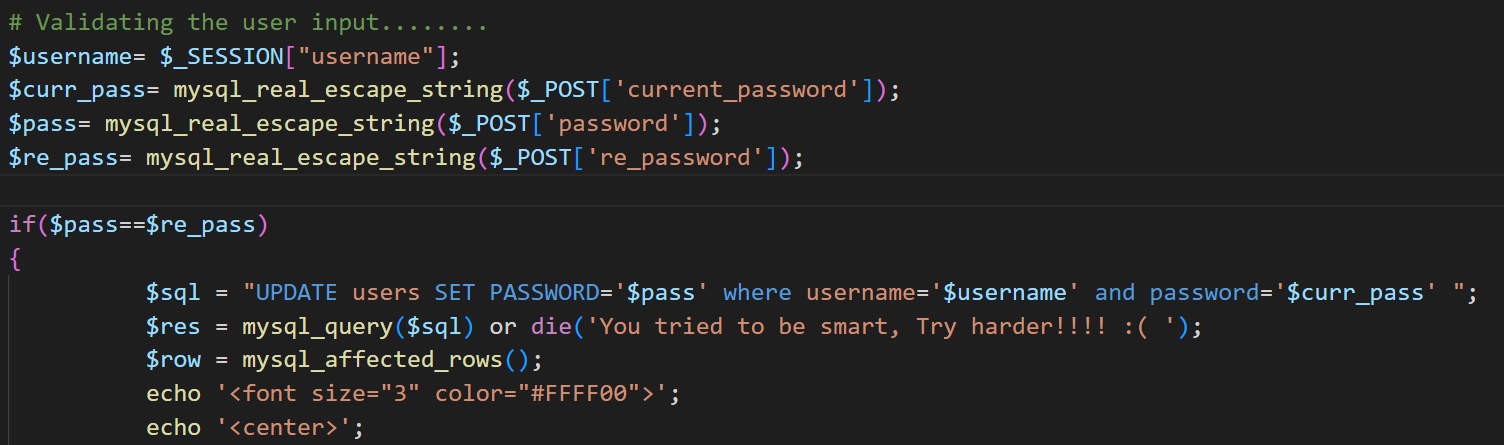 # Validating the user input........
$username= $_SESSION["username"];
$curr_pass= mysql_real_escape_string($_POST['current_password']);
$pass= mysql_real_escape_string($_POST['password']);
$re_pass= mysql_real_escape_string($_POST['re_password']);
if($pass==$re_pass)
{
$sql = "UPDATE users SET PASSWORD='$pass' where username='$username' and password='$curr_pass' ";
$res = mysql_query($sql) or die('You tried to be smart, Try harder!!!! :( ');
$row = mysql_affected_rows();
echo '<font size="3" color="#FFFF00">';
echo '<center>';